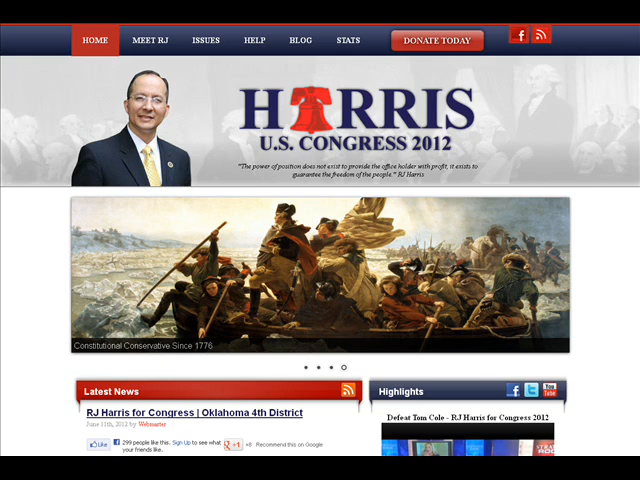 HOME MEET RJ ISSUES HELP BLOG STATS DONATE TODAY
HARRIS
U.S. CONGRESS 2012
"The power of position does not exist to provide the office holder with profit, it exists to
guarantee the freedom of the people." RJ Harris
Constitutional Conservative Since 1776
Latest News
Highlights
You Tube
RJ Harris for Congress | Oklahoma 4th District
June 11th, 2012 by Webmaster
Like
299 people like this. Sign Up to see what
your friends like.
+1
+8 Recommend this on Google
Defeat Tom Cole - RJ Harris for Congress 2012